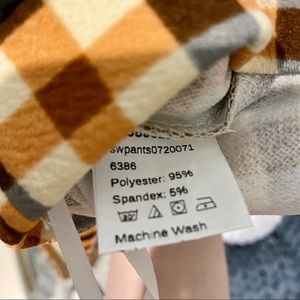 swpants0720071
6386
Polyester: 95%
Spandex: 5%
Machine Wash